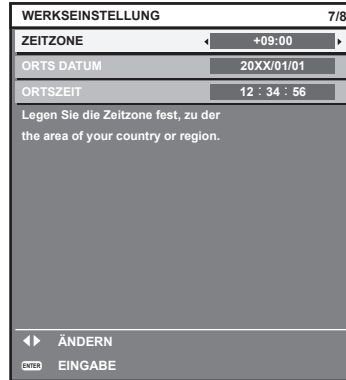 WERKSEINSTELLUNG 7/8
ZEITZONE +09:00
ORTS DATUM 20XX/01/01
ORTSZEIT 12 : 34 : 56
Legen Sie die Zeitzone fest, zu der
the area of your country or region.
ÄNDERN
ENTER EINGABE